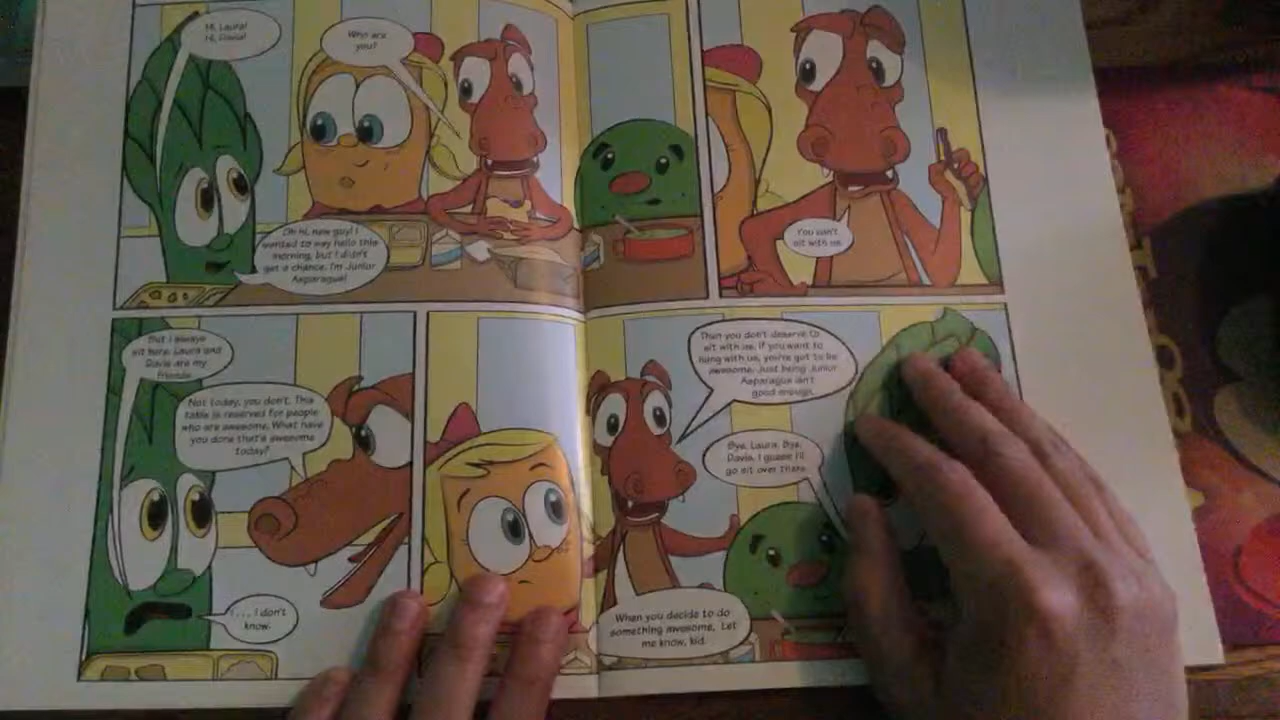 Hi, Laura!
Hi, Davis!
Who are
you?
Oh hi, new guy! I
wanted to say hello this
morning, but I didn't
get a chance. I'm Junior
Asparagus!
You can't
sit with us.
But I always
sit here. Laura and
Davis are my
friends.
Not today, you don't. This
table is reserved for people
who are awesome. What have
you done that's awesome
today?
I . . . I don't
know.
Then you don't deserve to
sit with us. If you want to
hang with us, you've got to be
awesome. Just being Junior
Asparagus isn't
good enough.
Bye, Laura. Bye,
Davis. I guess I'll
go sit over there.
When you decide to do
something awesome, Let
me know, kid.